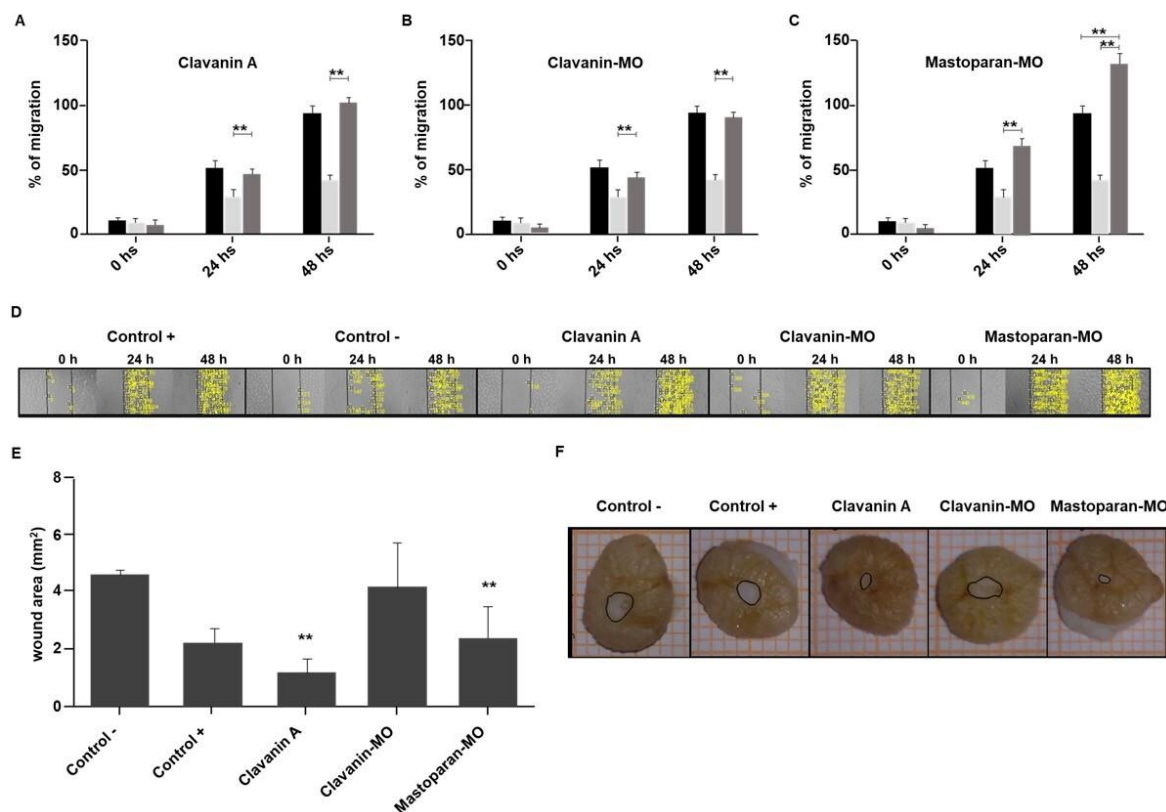 A
B
C
150
100
50
0
% of migration
Clavanin A
**
**
0 hs
24 hs
48 hs
150
100
50
0
% of migration
Clavanin-MO
**
**
0 hs
24 hs
48 hs
150
100
50
0
% of migration
Mastoparan-MO
**
**
**
0 hs
24 hs
48 hs
D
Control + Control - Clavanin A Clavanin-MO Mastoparan-MO
0 h 24 h 48 h 0 h 24 h 48 h 0 h 24 h 48 h 0 h 24 h 48 h 0 h 24 h 48 h
E
8
6
4
2
0
wound area (mm²)
**
**
Control -
Control +
Clavanin A
Clavanin-MO
Mastoparan-MO
F
Control - Control + Clavanin A Clavanin-MO Mastoparan-MO